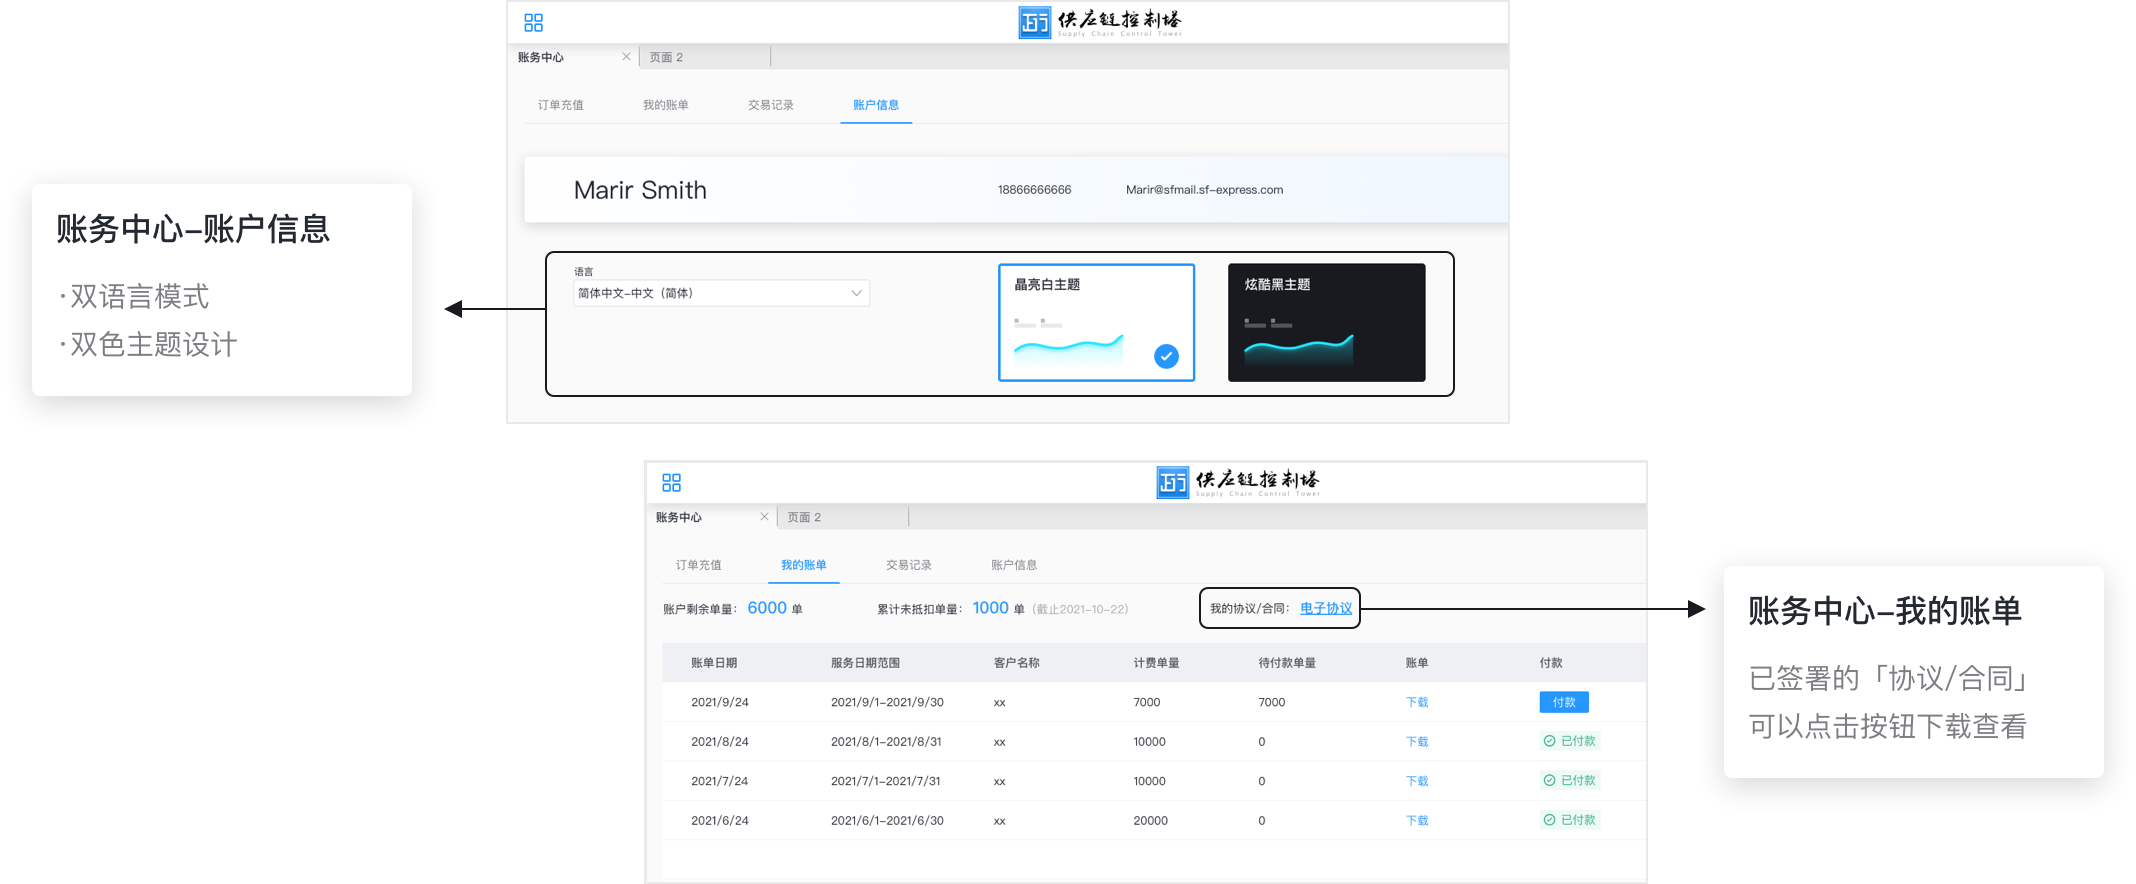 供应链控制塔
Supply Chain Control Tower
账务中心 页面 2
订单充值 我的账单 交易记录 账户信息
Marir Smith 18866666666 Marir@sfmail.sf-express.com
账务中心-账户信息
·双语言模式
·双色主题设计
语言
简体中文-中文（简体）
晶亮白主题
炫酷黑主题
供应链控制塔
Supply Chain Control Tower
账务中心 页面 2
订单充值 我的账单 交易记录 账户信息
账户剩余单量： 6000 单 累计未抵扣单量： 1000 单（截止2021-10-22） 我的协议/合同： 电子协议
账单日期 服务日期范围 客户名称 计费单量 待付款单量 账单 付款
2021/9/24 2021/9/1-2021/9/30 xx 7000 7000 下载 付款
2021/8/24 2021/8/1-2021/8/31 xx 10000 0 下载 已付款
2021/7/24 2021/7/1-2021/7/31 xx 10000 0 下载 已付款
2021/6/24 2021/6/1-2021/6/30 xx 20000 0 下载 已付款
账务中心-我的账单
已签署的「协议/合同」
可以点击按钮下载查看